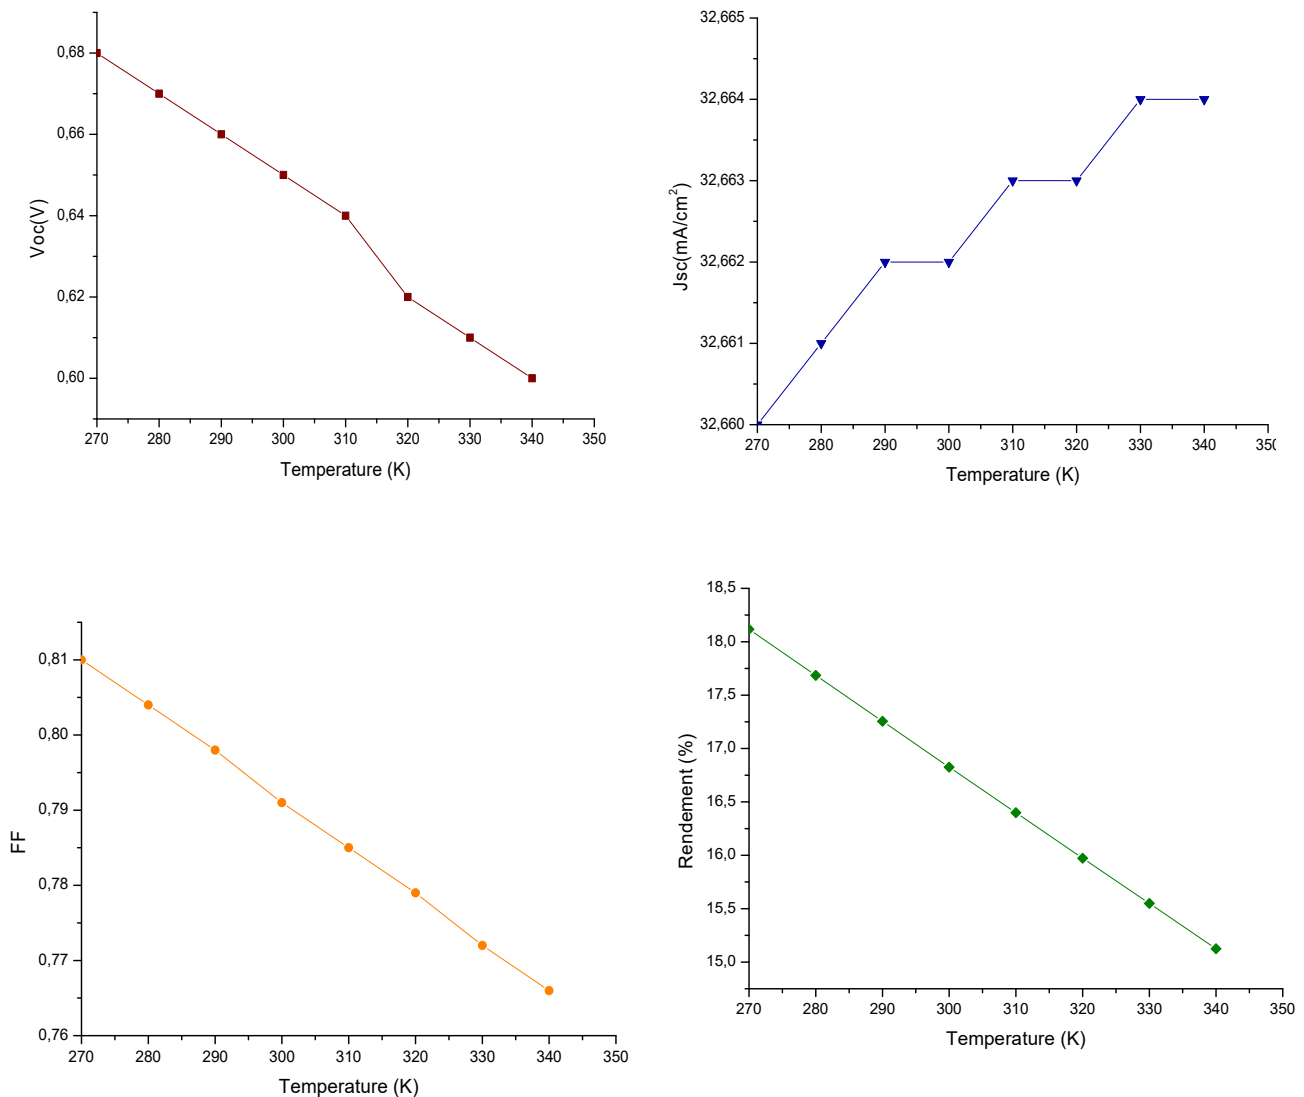 0,68
0,66
0,64
0,62
0,60
Voc(V)
270 280 290 300 310 320 330 340 350
Temperature (K)
32,665
32,664
32,663
32,662
32,661
32,660
Jsc(mA/cm²)
270 280 290 300 310 320 330 340 350
Temperature (K)
0,81
0,80
0,79
0,78
0,77
0,76
FF
270 280 290 300 310 320 330 340 350
Temperature (K)
18,5
18,0
17,5
17,0
16,5
16,0
15,5
15,0
Rendement (%)
270 280 290 300 310 320 330 340 350
Temperature (K)